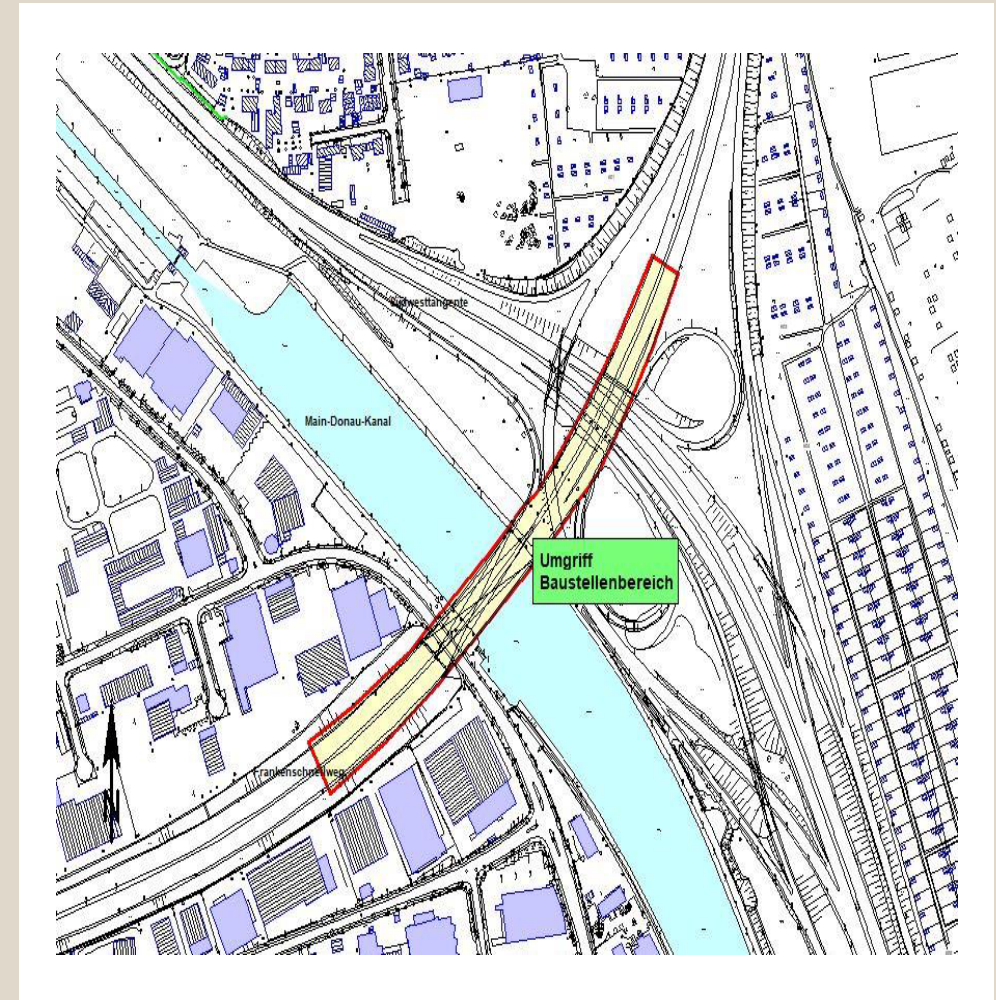 Südwesttangente
Main-Donau-Kanal
Umgriff
Baustellenbereich
Frankenschnellweg
N